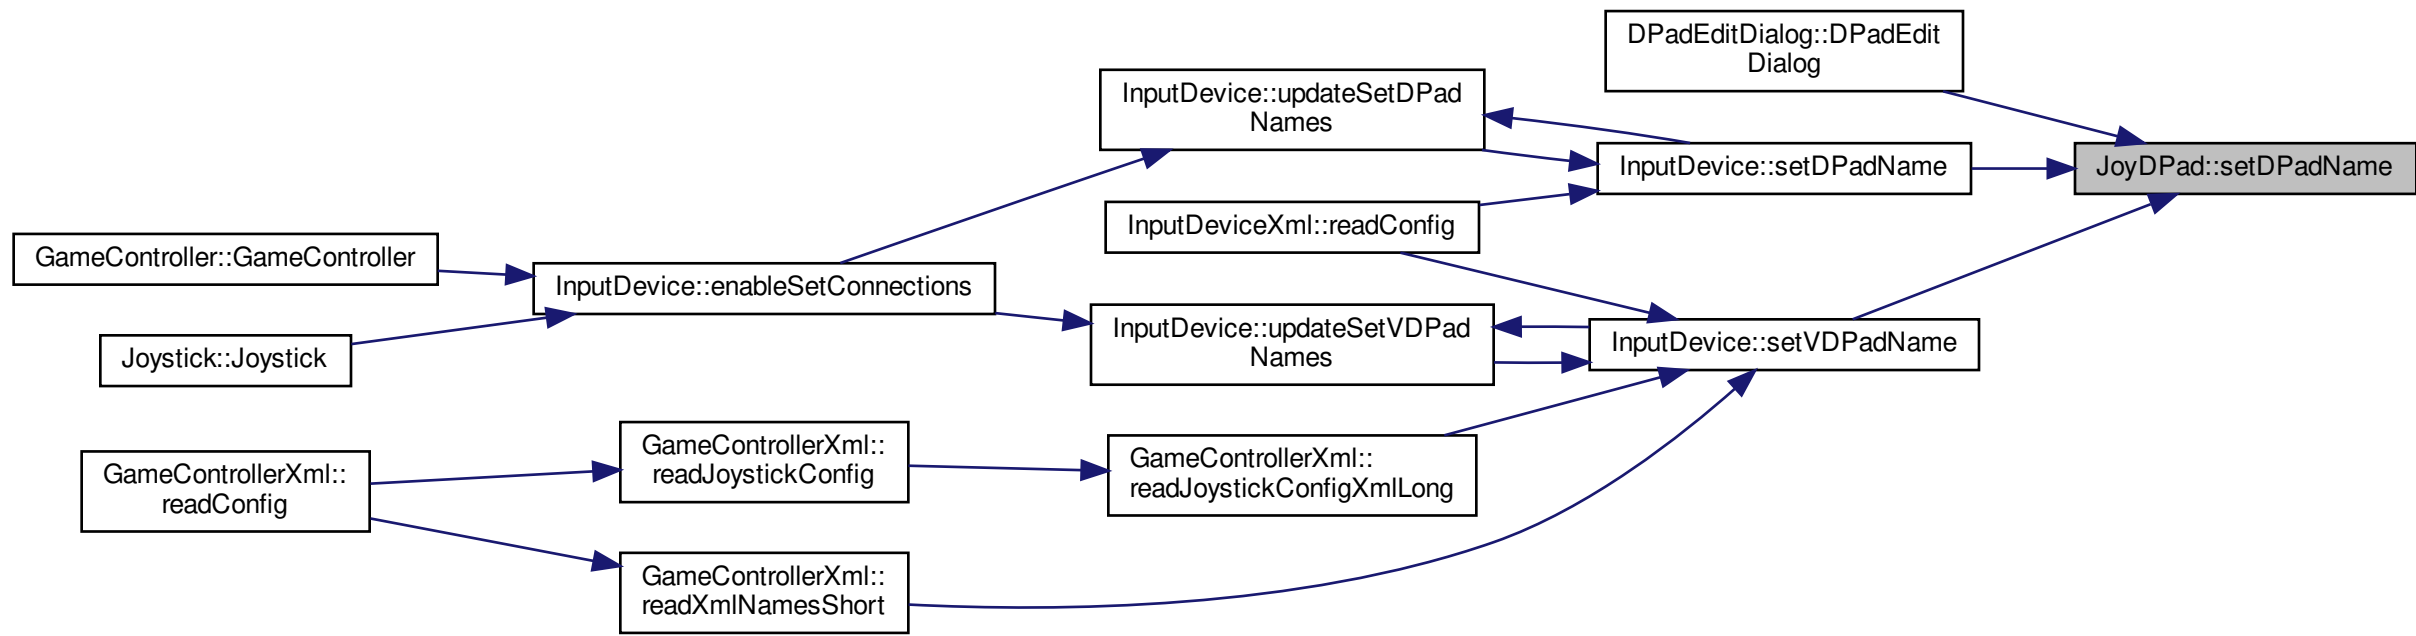 DPadEditDialog::DPadEdit
Dialog
InputDevice::updateSetDPad
Names
InputDevice::setDPadName
JoyDPad::setDPadName
InputDeviceXml::readConfig
GameController::GameController
InputDevice::enableSetConnections
InputDevice::updateSetVDPad
Names
InputDevice::setVDPadName
Joystick::Joystick
GameControllerXml::
readJoystickConfig
GameControllerXml::
readJoystickConfigXmlLong
GameControllerXml::
readConfig
GameControllerXml::
readXmlNamesShort